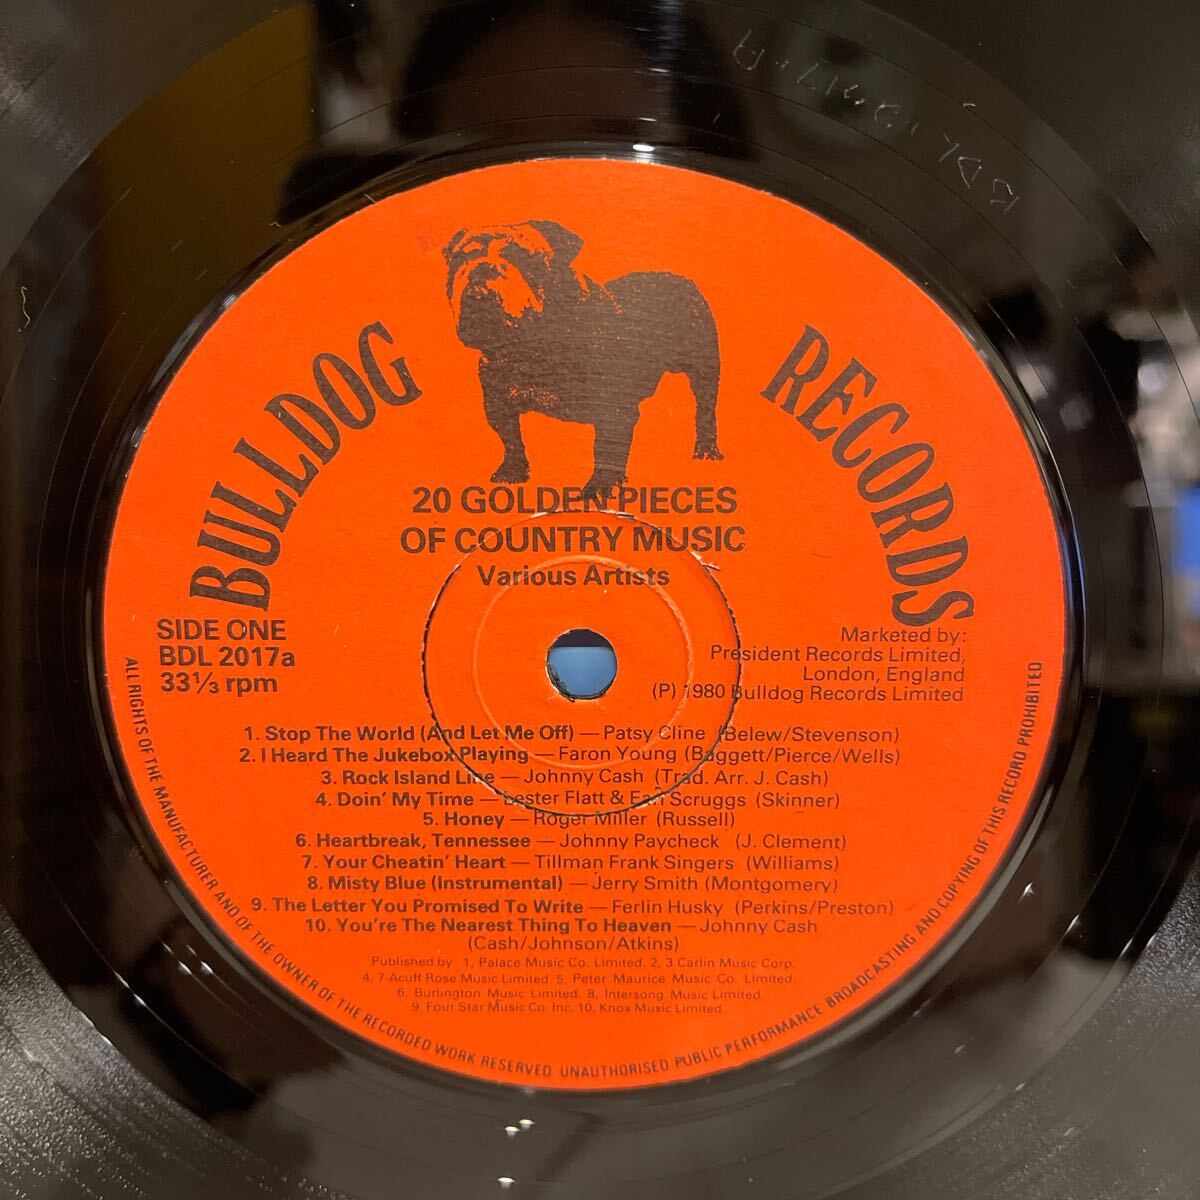 BULLDOG RECORDS
20 GOLDEN PIECES
OF COUNTRY MUSIC
Various Artists
SIDE ONE
BDL 2017a
33⅓ rpm
Marketed by:
President Records Limited,
London, England
(P) 1980 Bulldog Records Limited
1. Stop The World (And Let Me Off) — Patsy Cline (Belew/Stevenson)
2. I Heard The Jukebox Playing — Faron Young (Baggett/Pierce/Wells)
3. Rock Island Line — Johnny Cash (Trad. Arr. J. Cash)
4. Doin' My Time — Lester Flatt & Earl Scruggs (Skinner)
5. Honey — Roger Miller (Russell)
6. Heartbreak, Tennessee — Johnny Paycheck (J. Clement)
7. Your Cheatin' Heart — Tillman Frank Singers (Williams)
8. Misty Blue (Instrumental) — Jerry Smith (Montgomery)
9. The Letter You Promised To Write — Ferlin Husky (Perkins/Preston)
10. You're The Nearest Thing To Heaven — Johnny Cash
(Cash/Johnson/Atkins)
Published by 1, Palace Music Co. Limited. 2, 3 Carlin Music Corp.
4, 7 Acuff Rose Music Limited. 5, Peter Maurice Music Co. Limited.
6, Burlington Music Limited. 8, Intersong Music Limited
9, Four Star Music Co. Inc. 10, Knox Music Limited.
ALL RIGHTS OF THE MANUFACTURER AND OF THE OWNER OF THE RECORDED WORK RESERVED UNAUTHORISED PUBLIC PERFORMANCE BROADCASTING AND COPYING OF THIS RECORD PROHIBITED
BDL 2017 A